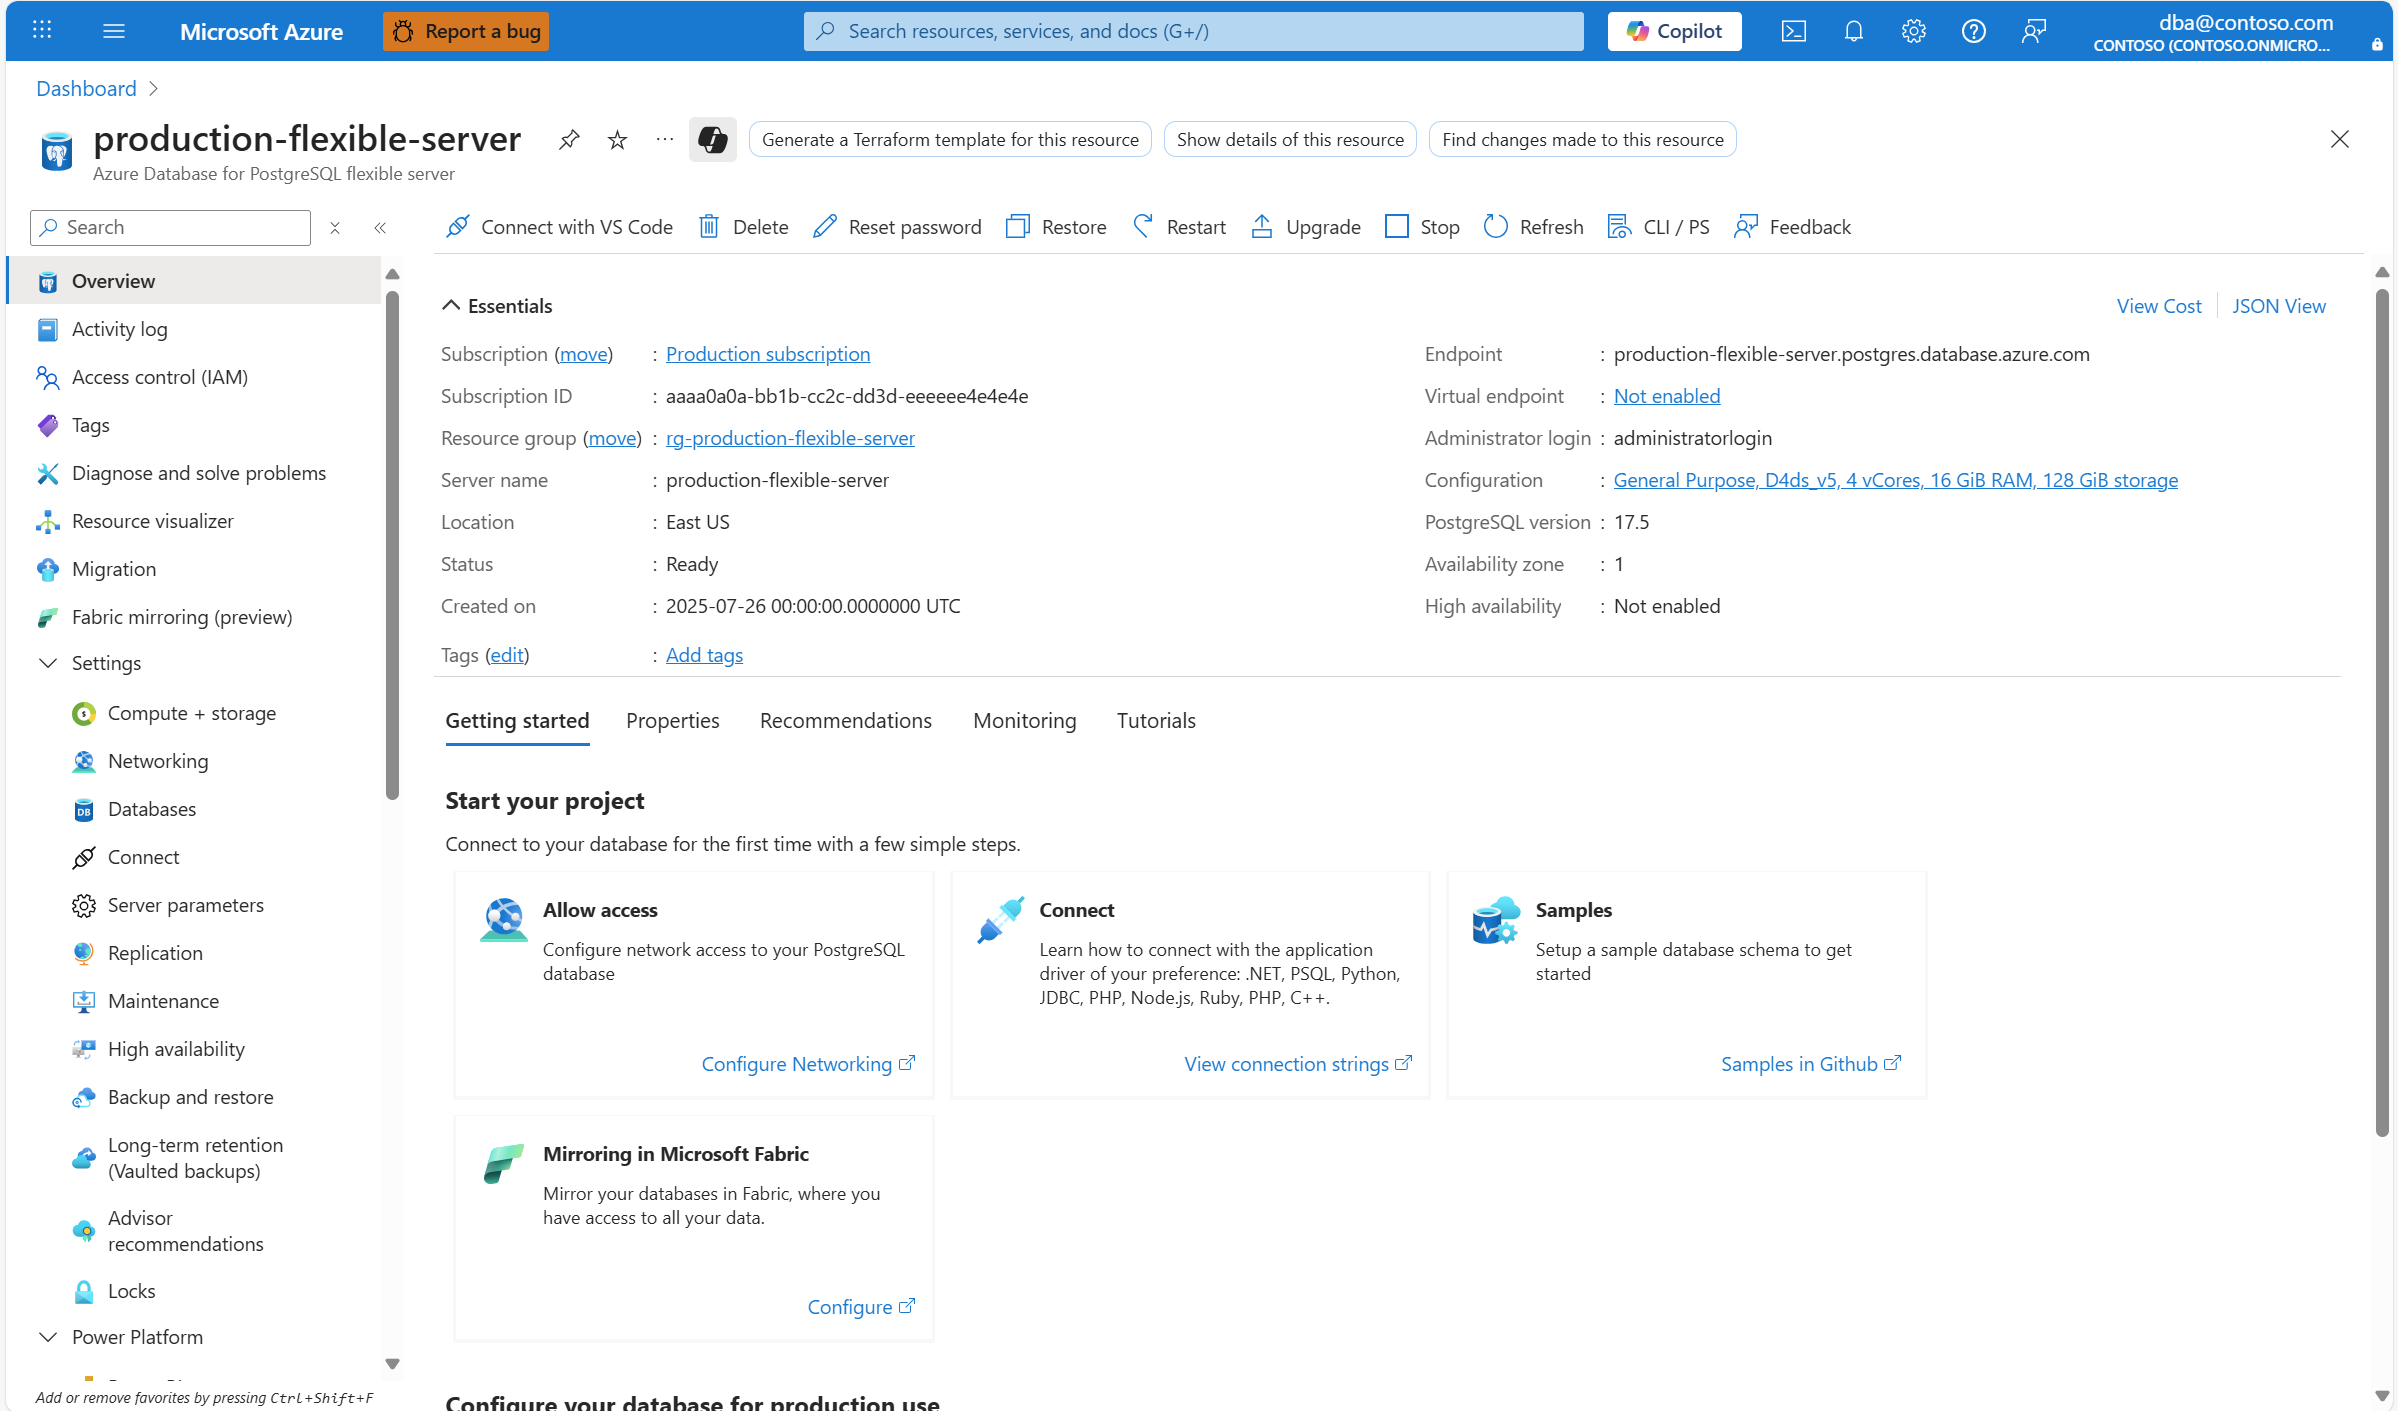 Microsoft Azure
Report a bug
Search resources, services, and docs (G+/)
Copilot
dba@contoso.com
CONTOSO (CONTOSO.ONMICRO...
Dashboard
production-flexible-server
Azure Database for PostgreSQL flexible server
Generate a Terraform template for this resource
Show details of this resource
Find changes made to this resource
Search
Connect with VS Code
Delete
Reset password
Restore
Restart
Upgrade
Stop
Refresh
CLI / PS
Feedback
Overview
Activity log
Access control (IAM)
Tags
Diagnose and solve problems
Resource visualizer
Migration
Fabric mirroring (preview)
Settings
Compute + storage
Networking
Databases
Connect
Server parameters
Replication
Maintenance
High availability
Backup and restore
Long-term retention
(Vaulted backups)
Advisor
recommendations
Locks
Power Platform
Add or remove favorites by pressing Ctrl+Shift+F
Essentials
View Cost
JSON View
Subscription (move) : Production subscription
Subscription ID : aaaa0a0a-bb1b-cc2c-dd3d-eeeeee4e4e4e
Resource group (move) : rg-production-flexible-server
Server name : production-flexible-server
Location : East US
Status : Ready
Created on : 2025-07-26 00:00:00.0000000 UTC
Tags (edit) : Add tags
Endpoint : production-flexible-server.postgres.database.azure.com
Virtual endpoint : Not enabled
Administrator login : administratorlogin
Configuration : General Purpose, D4ds_v5, 4 vCores, 16 GiB RAM, 128 GiB storage
PostgreSQL version : 17.5
Availability zone : 1
High availability : Not enabled
Getting started
Properties
Recommendations
Monitoring
Tutorials
Start your project
Connect to your database for the first time with a few simple steps.
Allow access
Configure network access to your PostgreSQL
database
Configure Networking
Connect
Learn how to connect with the application
driver of your preference: .NET, PSQL, Python,
JDBC, PHP, Node.js, Ruby, PHP, C++.
View connection strings
Samples
Setup a sample database schema to get
started
Samples in Github
Mirroring in Microsoft Fabric
Mirror your databases in Fabric, where you
have access to all your data.
Configure
Configure your database for production use